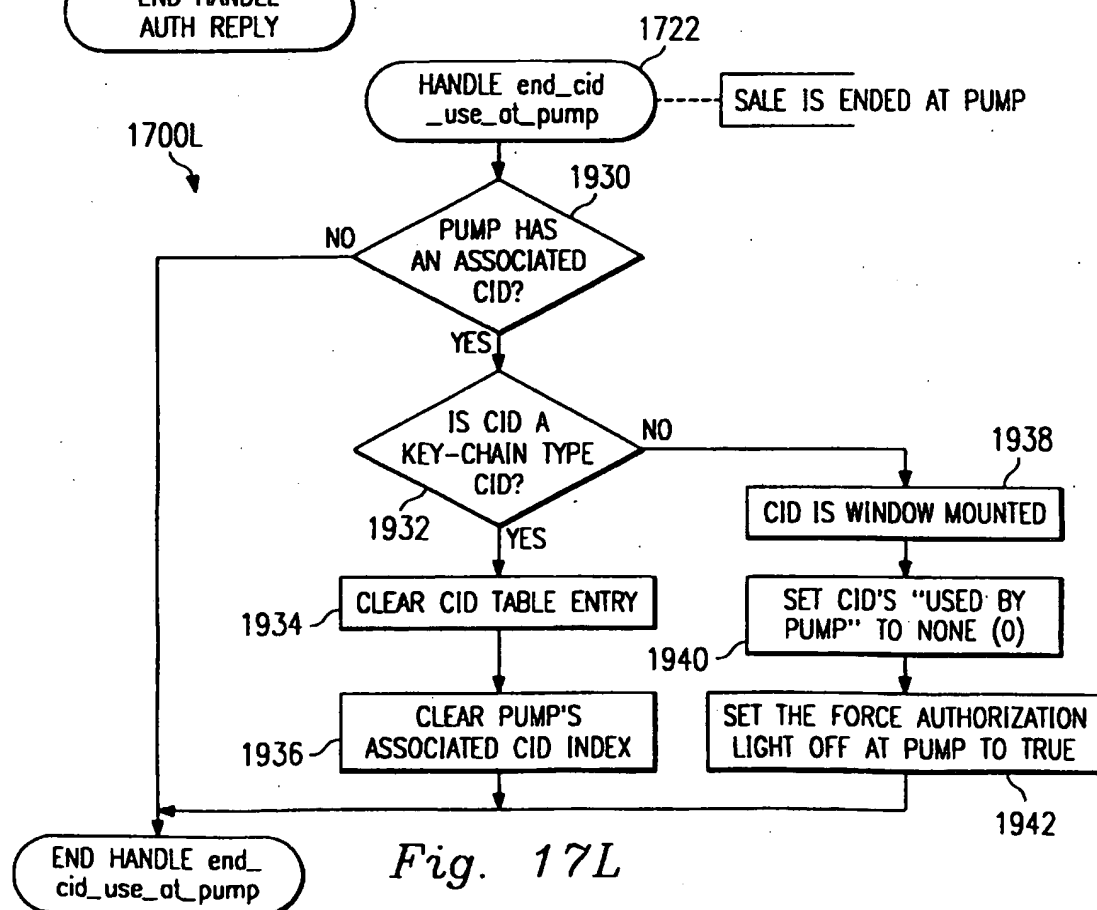 AUTH REPLY
1722
HANDLE end_cid
_use_at_pump
SALE IS ENDED AT PUMP
1700L
1930
PUMP HAS
AN ASSOCIATED
CID?
NO
YES
IS CID A
KEY-CHAIN TYPE
CID?
NO
1932
YES
1938
CID IS WINDOW MOUNTED
CLEAR CID TABLE ENTRY
1934
SET CID'S "USED BY
PUMP" TO NONE (0)
1940
CLEAR PUMP'S
ASSOCIATED CID INDEX
1936
SET THE FORCE AUTHORIZATION
LIGHT OFF AT PUMP TO TRUE
1942
END HANDLE end_
cid_use_at_pump
Fig. 17L